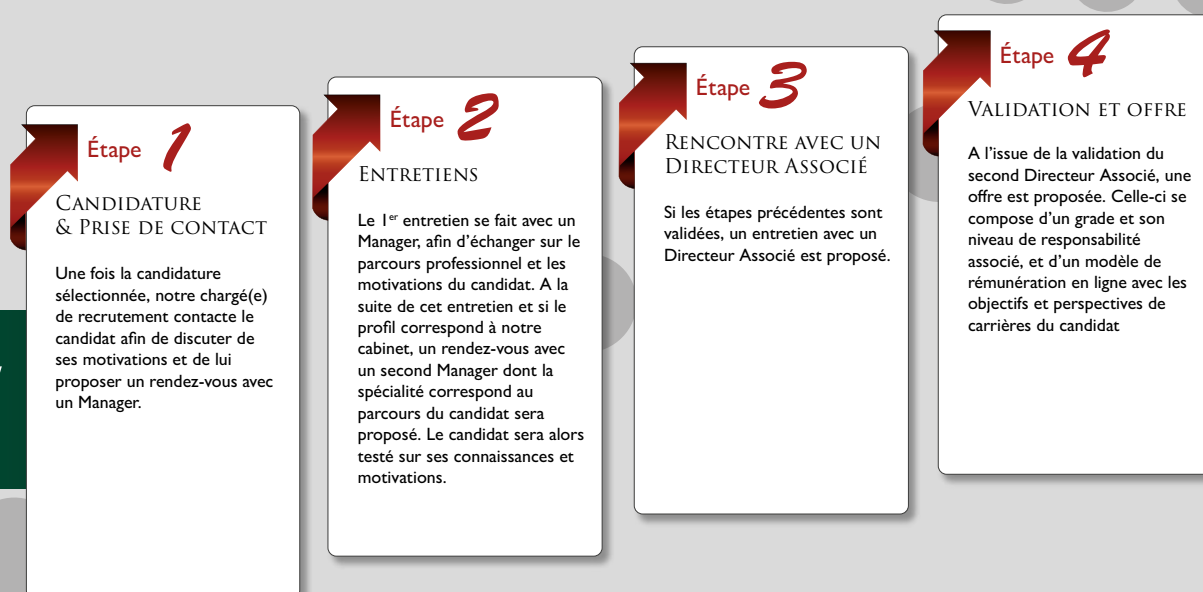 Étape 1
CANDIDATURE
& PRISE DE CONTACT
Une fois la candidature
sélectionnée, notre chargé(e)
de recrutement contacte le
candidat afin de discuter de
ses motivations et de lui
proposer un rendez-vous avec
un Manager.
Étape 2
ENTRETIENS
Le 1er entretien se fait avec un
Manager, afin d’échanger sur le
parcours professionnel et les
motivations du candidat. A la
suite de cet entretien et si le
profil correspond à notre
cabinet, un rendez-vous avec
un second Manager dont la
spécialité correspond au
parcours du candidat sera
proposé. Le candidat sera alors
testé sur ses connaissances et
motivations.
Étape 3
RENCONTRE AVEC UN
DIRECTEUR ASSOCIÉ
Si les étapes précédentes sont
validées, un entretien avec un
Directeur Associé est proposé.
Étape 4
VALIDATION ET OFFRE
A l’issue de la validation du
second Directeur Associé, une
offre est proposée. Celle-ci se
compose d’un grade et son
niveau de responsabilité
associé, et d’un modèle de
rémunération en ligne avec les
objectifs et perspectives de
carrières du candidat